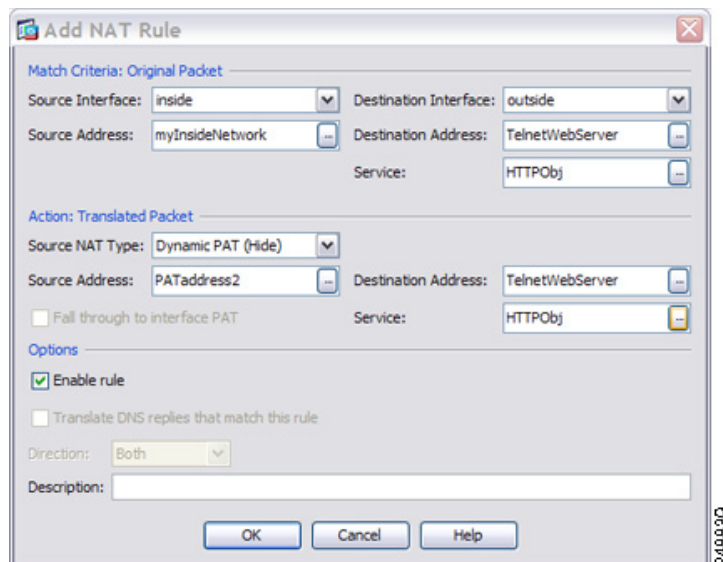 Add NAT Rule
Match Criteria: Original Packet
Source Interface: inside Destination Interface: outside
Source Address: myInsideNetwork ... Destination Address: TelnetWebServer ...
Service: HTTPObj ...
Action: Translated Packet
Source NAT Type: Dynamic PAT (Hide)
Source Address: PATaddress2 ... Destination Address: TelnetWebServer ...
Fall through to interface PAT Service: HTTPObj ...
Options
Enable rule
Translate DNS replies that match this rule
Direction: Both
Description:
OK Cancel Help